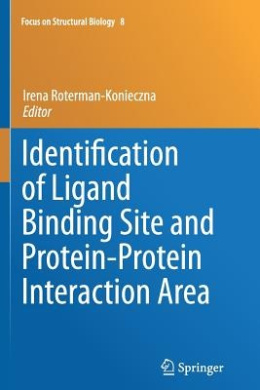 Focus on Structural Biology 8
Irena Roterman-Konieczna
Editor
Identification
of Ligand
Binding Site and
Protein-Protein
Interaction Area
Springer